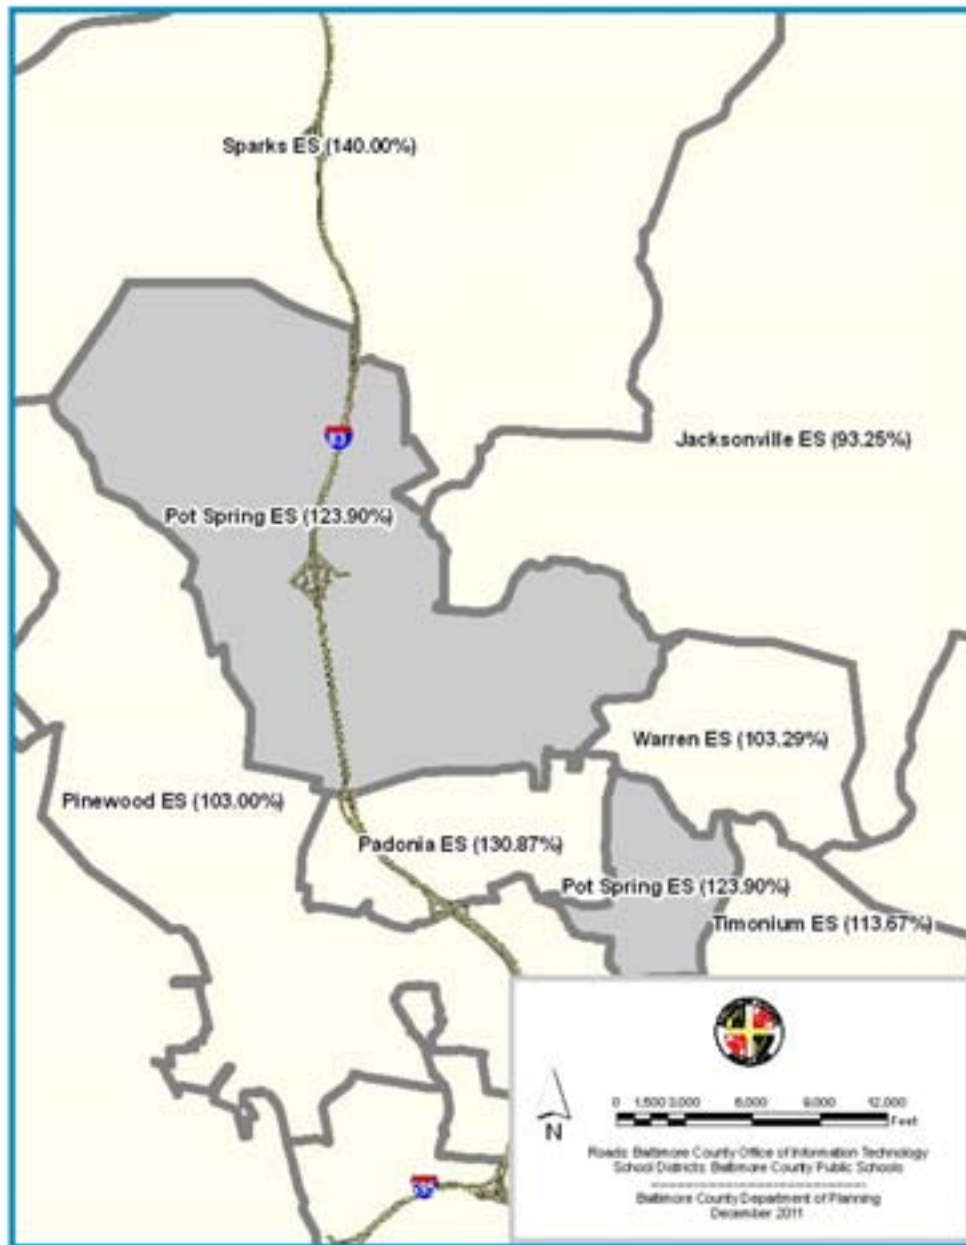 Sparks ES (140.00%)
83
Jacksonville ES (93.25%)
Pot Spring ES (123.90%)
Warren ES (103.29%)
Pinewood ES (103.00%)
Padonia ES (130.87%)
Pot Spring ES (123.90%)
Timonium ES (113.67%)
0 1,500 3,000 6,000 9,000 12,000
Feet
N
Roads: Baltimore County Office of Information Technology
School Districts: Baltimore County Public Schools
Baltimore County Department of Planning
December 2011